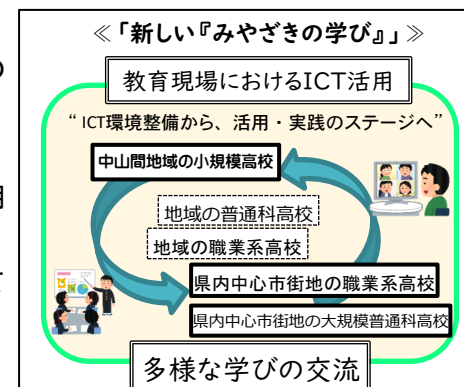 ≪「新しい『みやざきの学び』」≫
教育現場におけるICT活用
“ ICT環境整備から、活用・実践のステージへ”
中山間地域の小規模高校
地域の普通科高校
地域の職業系高校
県内中心市街地の職業系高校
県内中心市街地の大規模普通科高校
多様な学びの交流